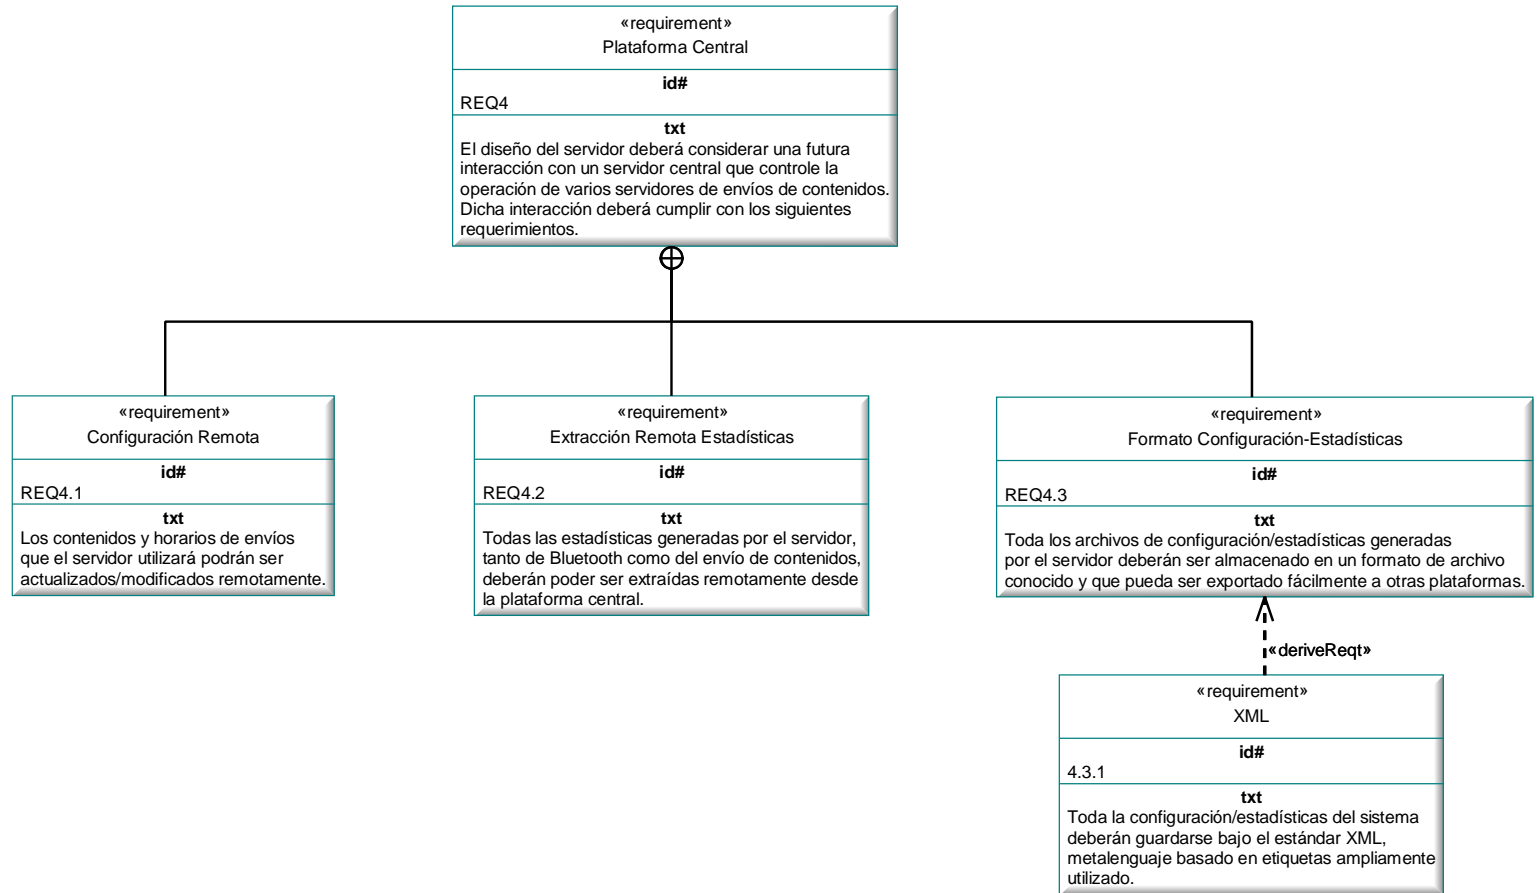 «requirement»
Plataforma Central
id#
REQ4
txt
El diseño del servidor deberá considerar una futura
interacción con un servidor central que controle la
operación de varios servidores de envíos de contenidos.
Dicha interacción deberá cumplir con los siguientes
requerimientos.
«requirement»
Configuración Remota
id#
REQ4.1
txt
Los contenidos y horarios de envíos
que el servidor utilizará podrán ser
actualizados/modificados remotamente.
«requirement»
Extracción Remota Estadísticas
id#
REQ4.2
txt
Todas las estadísticas generadas por el servidor,
tanto de Bluetooth como del envío de contenidos,
deberán poder ser extraídas remotamente desde
la plataforma central.
«requirement»
Formato Configuración-Estadísticas
id#
REQ4.3
txt
Toda los archivos de configuración/estadísticas generadas
por el servidor deberán ser almacenado en un formato de archivo
conocido y que pueda ser exportado fácilmente a otras plataformas.
«deriveReqt»
«requirement»
XML
id#
4.3.1
txt
Toda la configuración/estadísticas del sistema
deberán guardarse bajo el estándar XML,
metalenguaje basado en etiquetas ampliamente
utilizado.